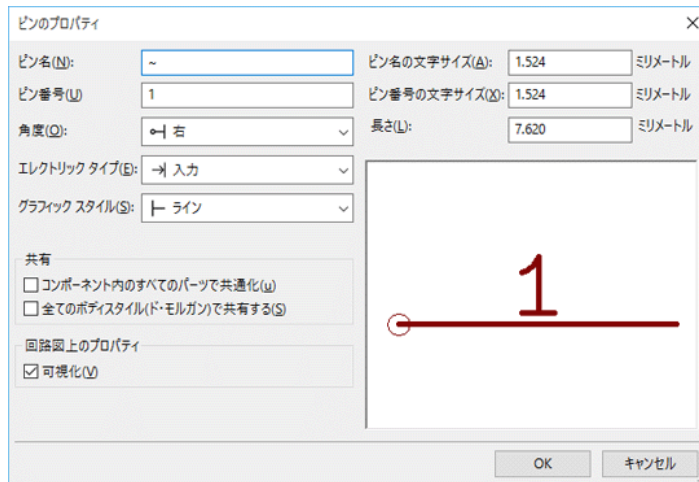 ピンのプロパティ
ピン名(N):
~
ピン名の文字サイズ(A):
1.524
ミリメートル
ピン番号(U)
1
ピン番号の文字サイズ(X):
1.524
ミリメートル
角度(O):
右
長さ(L):
7.620
ミリメートル
エレクトリック タイプ(E):
入力
グラフィック スタイル(S):
ライン
共有
コンポーネント内のすべてのパーツで共通化(u)
全てのボディスタイル(ド・モルガン)で共有する(S)
回路図上のプロパティ
可視化(V)
1
OK
キャンセル